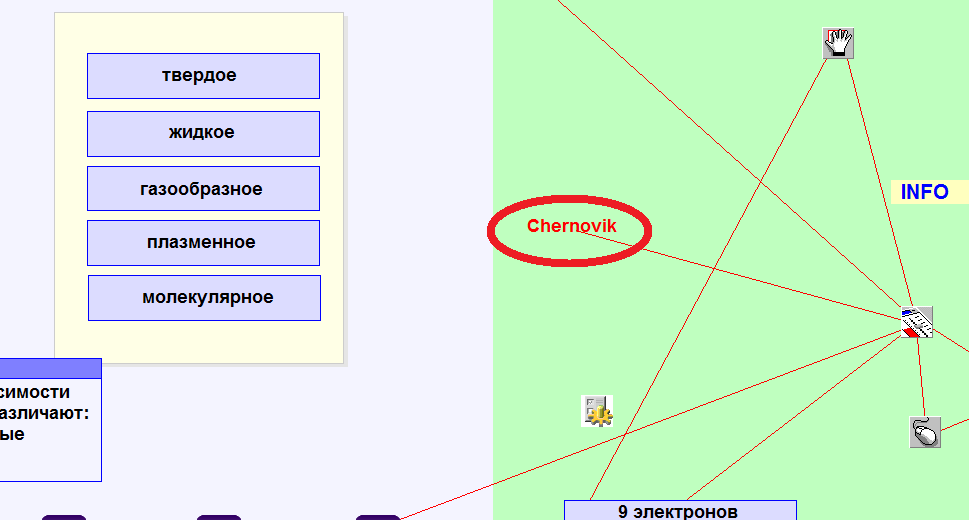 твердое
жидкое
газообразное
плазменное
молекулярное
INFO
Chernovik
симости
азличают:
ые
9 электронов